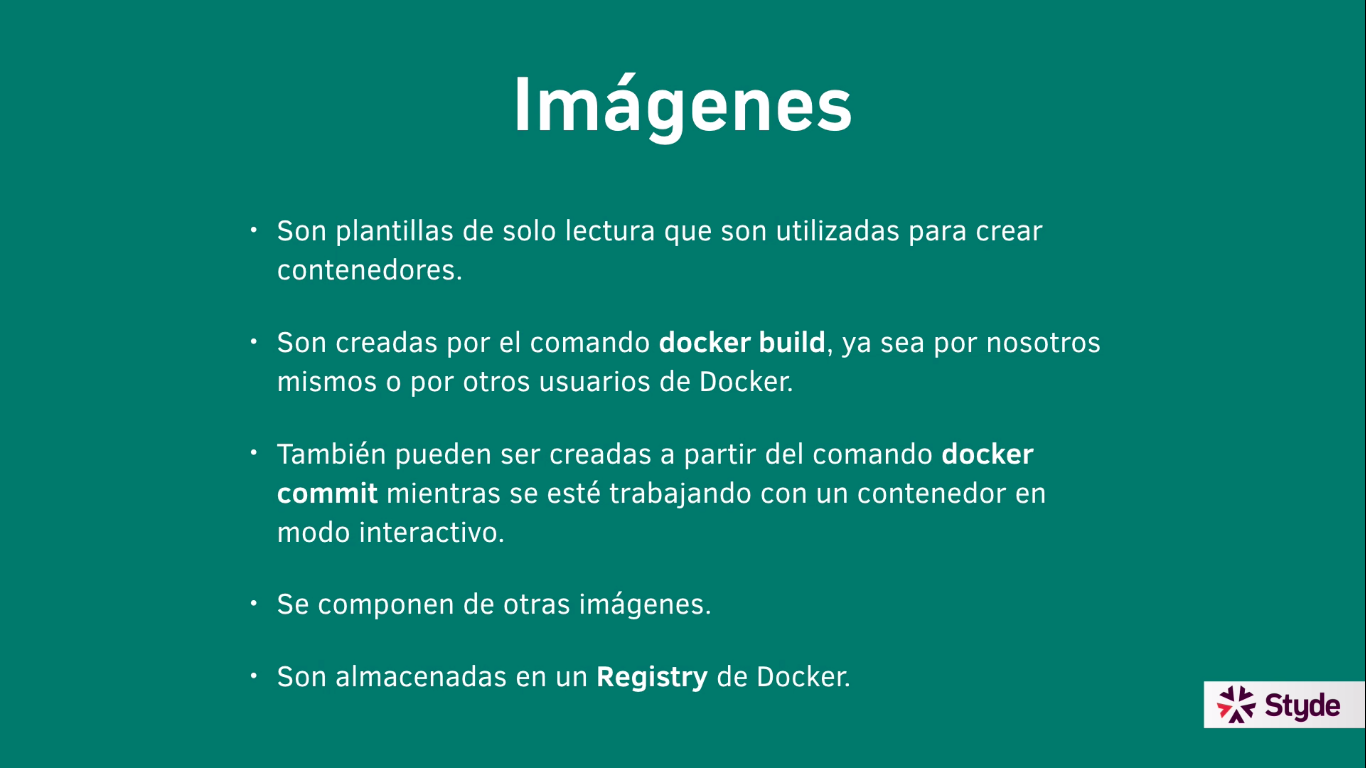 Imágenes
• Son plantillas de solo lectura que son utilizadas para crear
contenedores.
• Son creadas por el comando docker build, ya sea por nosotros
mismos o por otros usuarios de Docker.
• También pueden ser creadas a partir del comando docker
commit mientras se esté trabajando con un contenedor en
modo interactivo.
• Se componen de otras imágenes.
• Son almacenadas en un Registry de Docker.
Styde